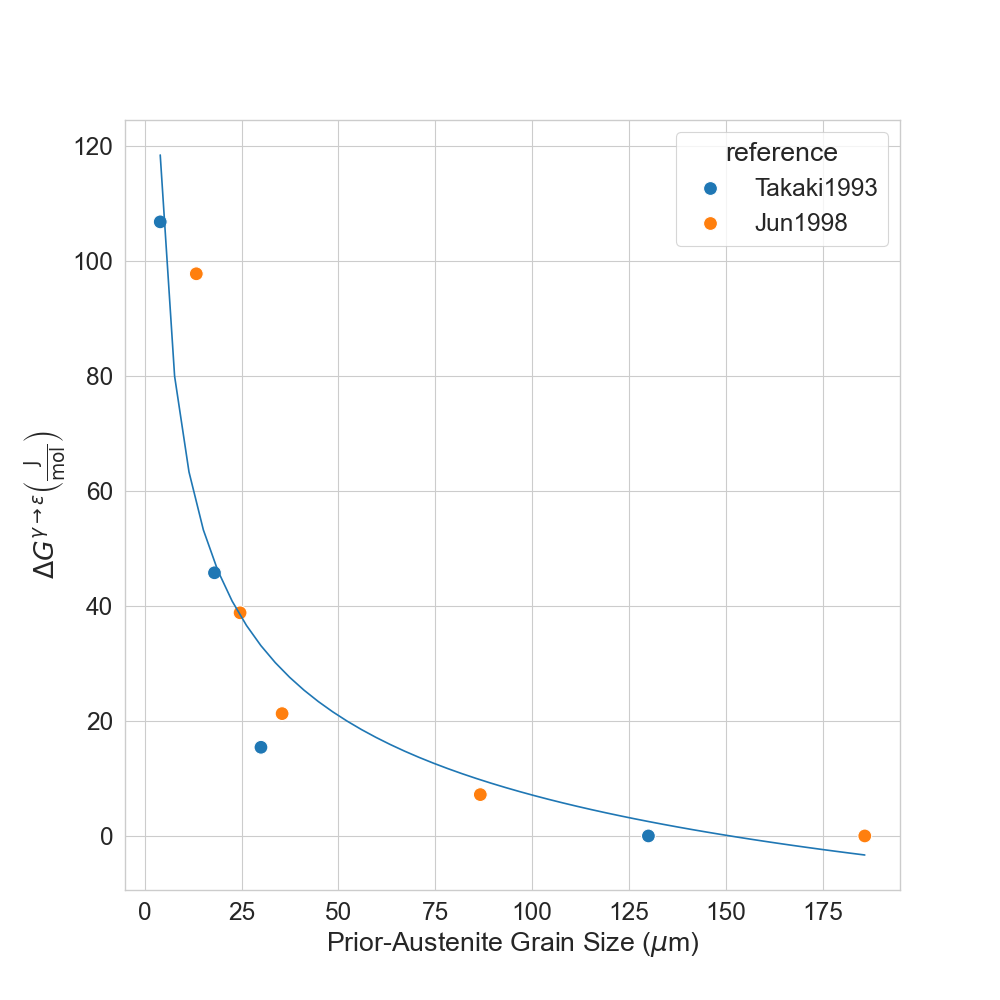 reference
Takaki1993
Jun1998
120
100
80
60
40
20
0
ΔG^{γ→ε} (J/mol)
0 25 50 75 100 125 150 175
Prior-Austenite Grain Size (μm)